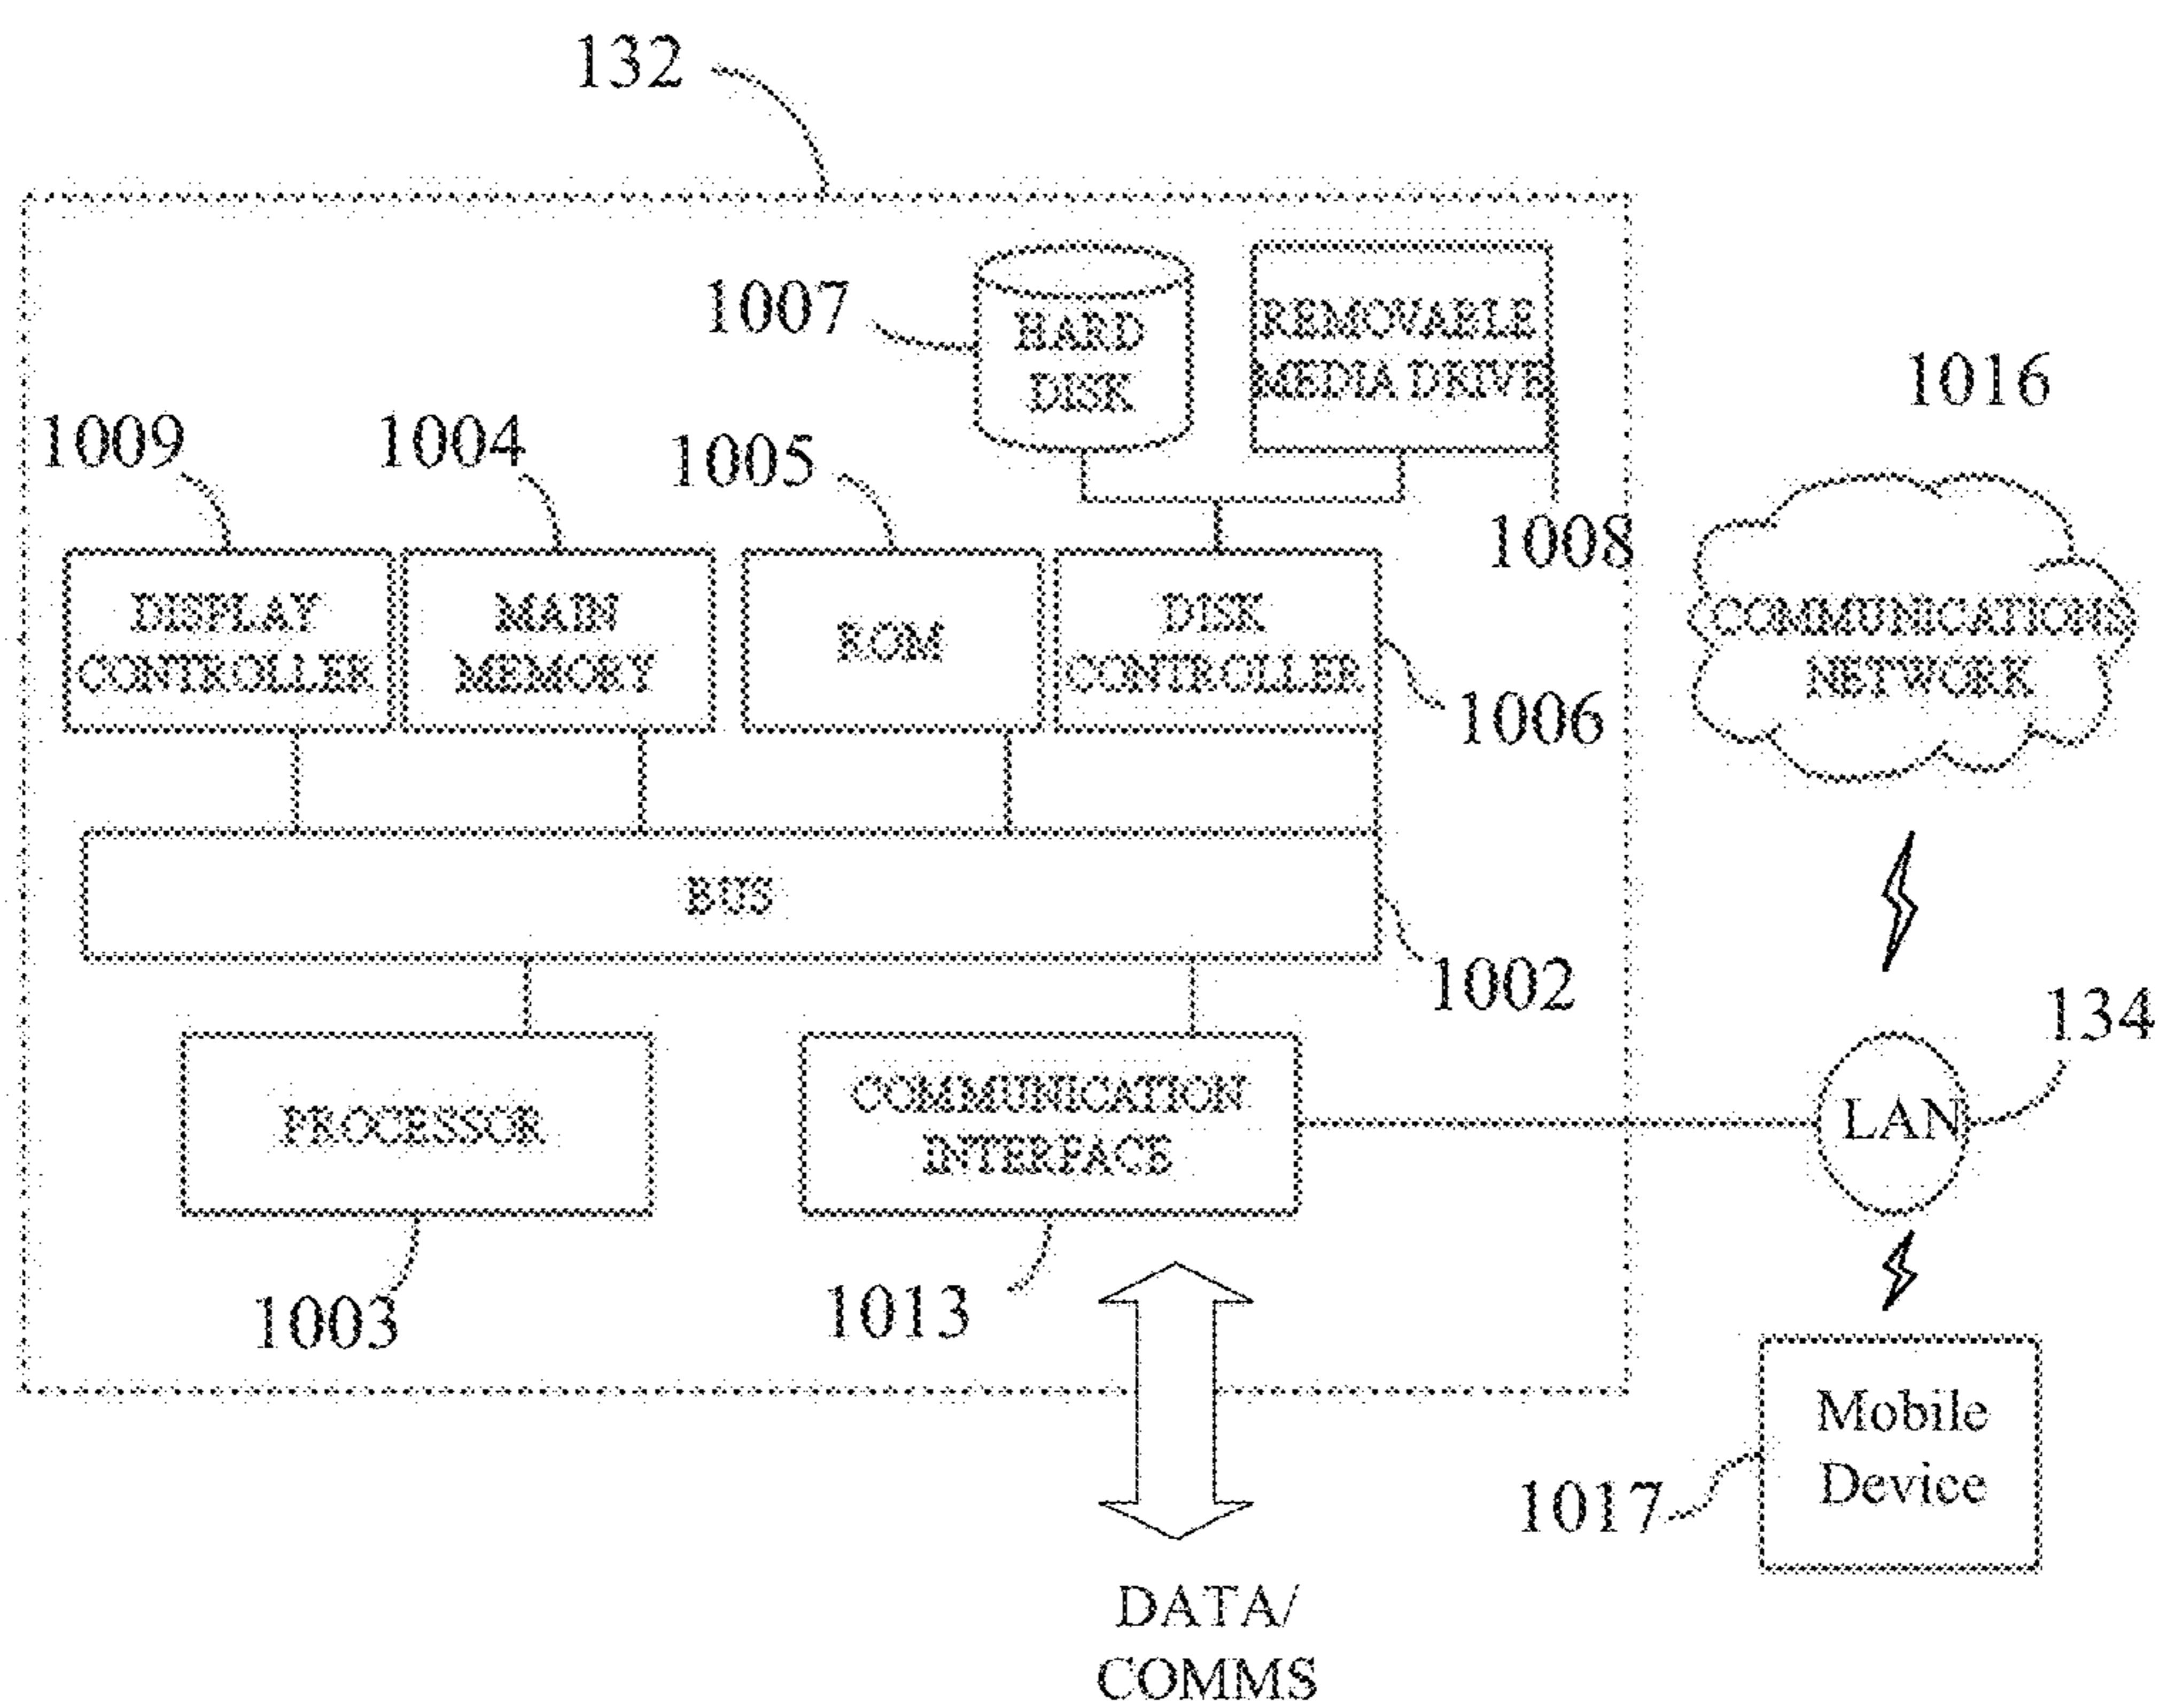 132
1007
HARD
DISK
REMOVABLE
MEDIA DRIVE
1016
1009
1004
1005
1008
DISPLAY
CONTROLLER
MAIN
MEMORY
ROM
DISK
CONTROLLER
COMMUNICATIONS
NETWORK
1006
BUS
1002
134
PROCESSOR
COMMUNICATION
INTERFACE
LAN
1003
1013
Mobile
Device
1017
DATA/
COMMS